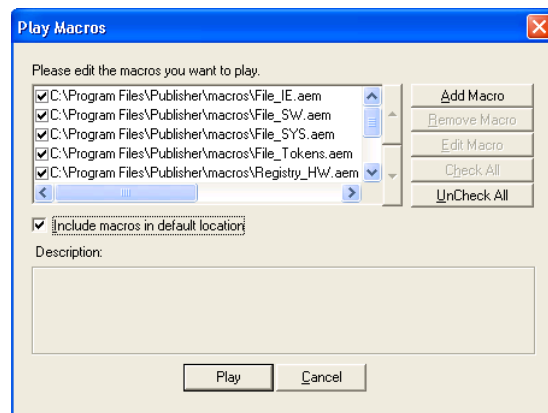 Play Macros
Please edit the macros you want to play.
C:\Program Files\Publisher\macros\File_IE.aem
C:\Program Files\Publisher\macros\File_SW.aem
C:\Program Files\Publisher\macros\File_SYS.aem
C:\Program Files\Publisher\macros\File_Tokens.aem
C:\Program Files\Publisher\macros\Registry_HW.aem
Add Macro
Remove Macro
Edit Macro
Check All
UnCheck All
Include macros in default location
Description:
Play
Cancel